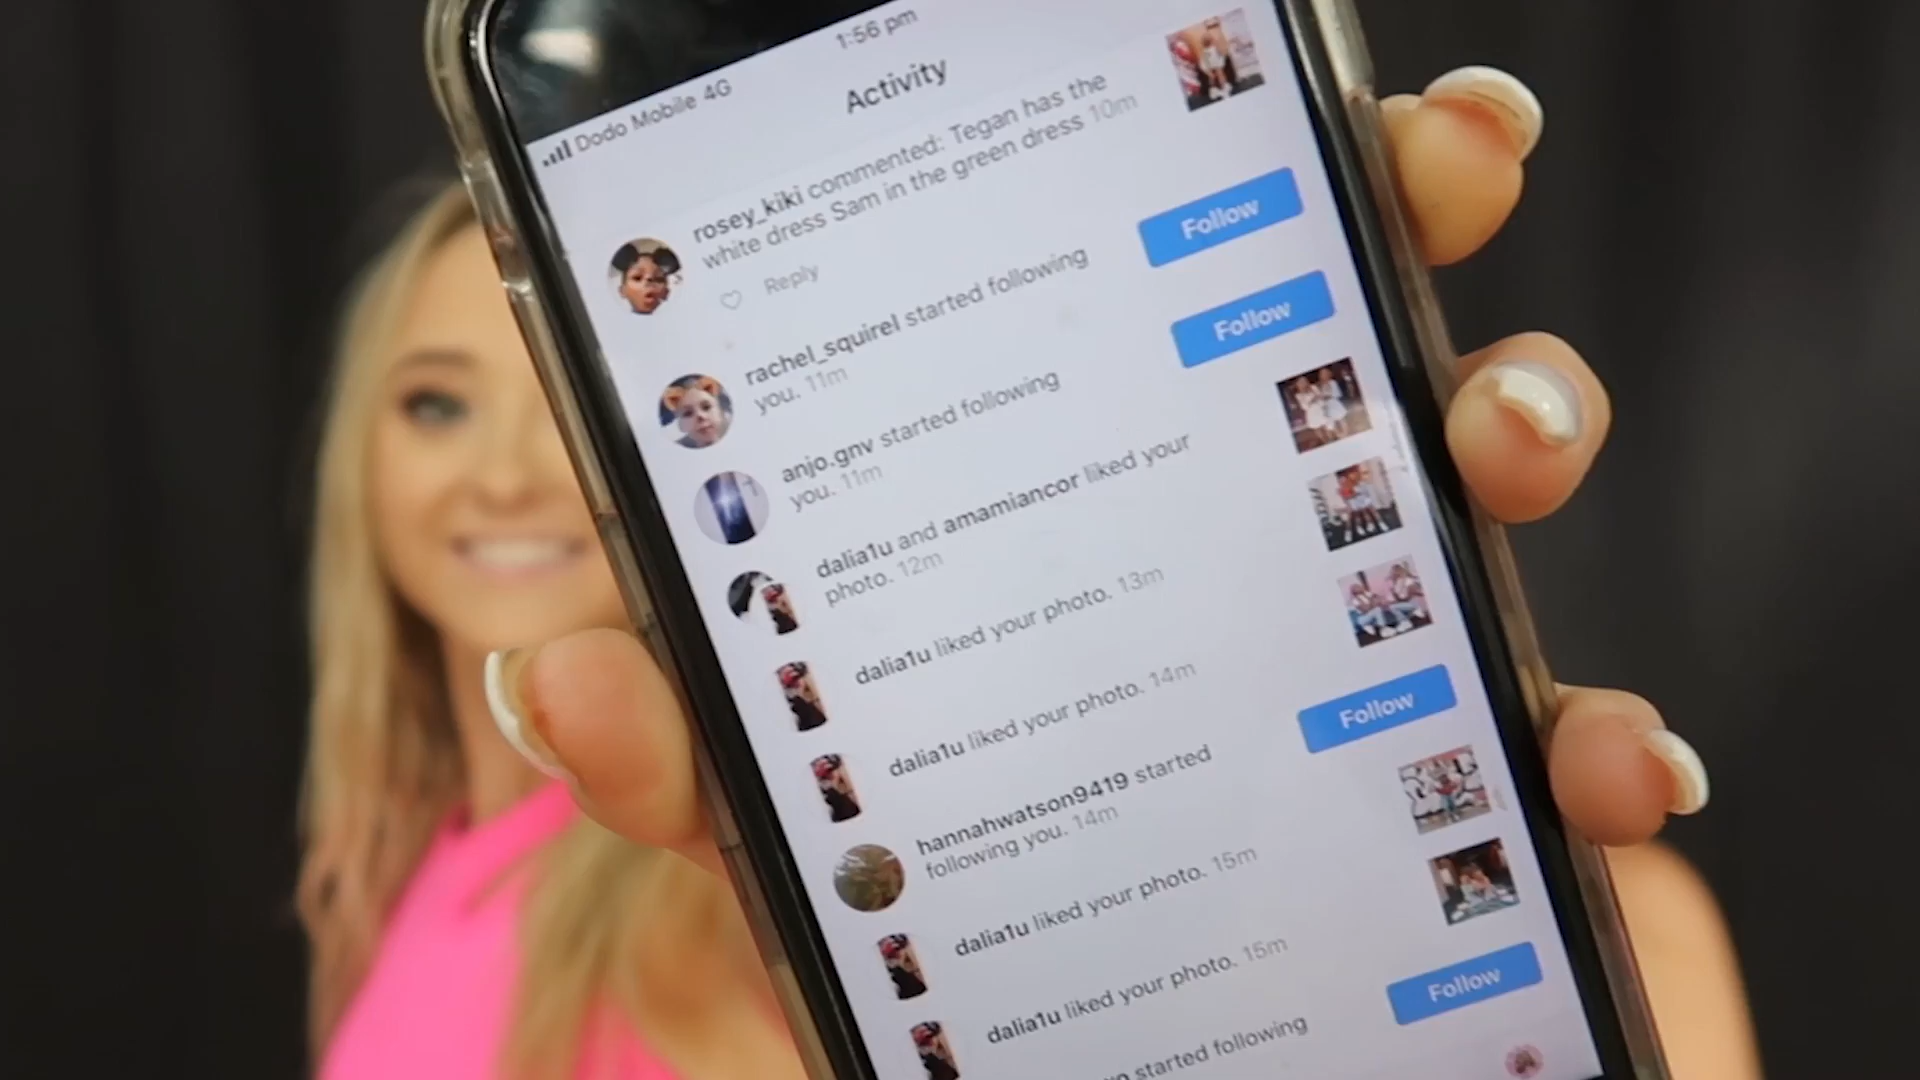 1:56 pm
Dodo Mobile 4G
Activity
rosey_kiki commented: Tegan has the
white dress Sam in the green dress 10m
Reply
rachel_squirel started following
you. 11m
Follow
anjo.gnv started following
you. 11m
Follow
dalia1u and amamiancor liked your
photo. 12m
dalia1u liked your photo. 13m
dalia1u liked your photo. 14m
hannahwatson9419 started
following you. 14m
Follow
dalia1u liked your photo. 15m
dalia1u liked your photo. 15m
started following
Follow